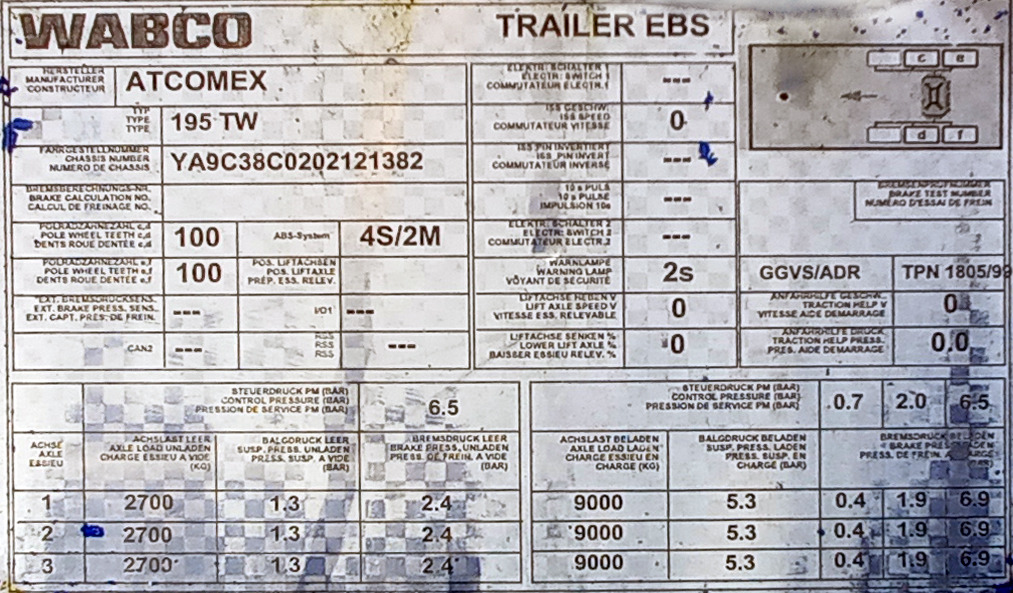 WABCO
TRAILER EBS
HERSTELLER
MANUFACTURER
CONSTRUCTEUR
ATCOMEX
TYP
TYPE
TYPE
195 TW
FAHRGESTELLNUMMER
CHASSIS NUMBER
NUMERO DE CHASSIS
YA9C38C0202121382
BREMSBERECHNUNGS-NR.
BRAKE CALCULATION NO.
CALCUL DE FREINAGE NO.
POLRADZAHNEZAHL c,d
POLE WHEEL TEETH c,d
DENTS ROUE DENTÉE c,d
100
ABS-System
4S/2M
POLRADZAHNEZAHL e,f
POLE WHEEL TEETH e,f
DENTS ROUE DENTÉE e,f
100
POS. LIFTACHSEN
POS. LIFTAXLE
PREP. ESS. RELEV.
EXT. BREMSDRUCKSENS.
EXT. BRAKE PRESS. SENS.
EXT. CAPT. PRES. DE FREIN.
---
I/O1
---
CAN2
---
RSS
RSS
RSS
---
ELEKTR. SCHALTER 1
ELECTR. SWITCH 1
COMMUTATEUR ELECTR.1
---
ISS GESCHW.
ISS SPEED
COMMUTATEUR VITESSE
0
ISS PIN INVERTIERT
ISS PIN INVERT
COMMUTATEUR INVERSE
---
10 s PULS
10 s PULSE
IMPULSION 10s
---
ELEKTR. SCHALTER 2
ELECTR. SWITCH 2
COMMUTATEUR ELECTR.2
---
WARNLAMPE
WARNING LAMP
VOYANT DE SECURITÉ
2s
LIFTACHSE HEBEN V
LIFT AXLE SPEED V
VITESSE ESS. RELEVABLE
0
LIFTACHSE SENKEN %
LOWER LIFT AXLE %
BAISSER ESSIEU RELEV. %
0
c e
d f
BREMSENPRÜFNUMMER
BRAKE TEST NUMBER
NUMÉRO D'ESSAI DE FREIN
GGVS/ADR
TPN 1805/99
ANFAHRHILFE GESCHW.
TRACTION HELP V
VITESSE AIDE DEMARRAGE
0
ANFAHRHILFE DRUCK
TRACTION HELP PRESS.
PRES. AIDE DEMARRAGE
0.0
STEUERDRUCK PM (BAR)
CONTROL PRESSURE (BAR)
PRESSION DE SERVICE PM (BAR)
6.5
ACHSE
AXLE
ESSIEU
ACHSLAST LEER
AXLE LOAD UNLADEN
CHARGE ESSIEU A VIDE
(KG)
BALGDRUCK LEER
SUSP. PRESS. UNLADEN
PRESS. SUSP. A VIDE
(BAR)
BREMSDRUCK LEER
BRAKE PRESS. UNLADEN
PRESS. DE FREIN. A VIDE
(BAR)
1 2700 1.3 2.4
2 2700 1.3 2.4
3 2700 1.3 2.4
STEUERDRUCK PM (BAR)
CONTROL PRESSURE (BAR)
PRESSION DE SERVICE PM (BAR)
0.7 2.0 6.5
ACHSLAST BELADEN
AXLE LOAD LADEN
CHARGE ESSIEU EN
CHARGE (KG)
BALGDRUCK BELADEN
SUSP. PRESS. LADEN
PRESS. SUSP. EN
CHARGE (BAR)
BREMSDRUCK BELADEN
BRAKE PRESS. LADEN
PRESS. DE FREIN. EN CHARGE
(BAR)
9000 5.3 0.4 1.9 6.9
9000 5.3 0.4 1.9 6.9
9000 5.3 0.4 1.9 6.9